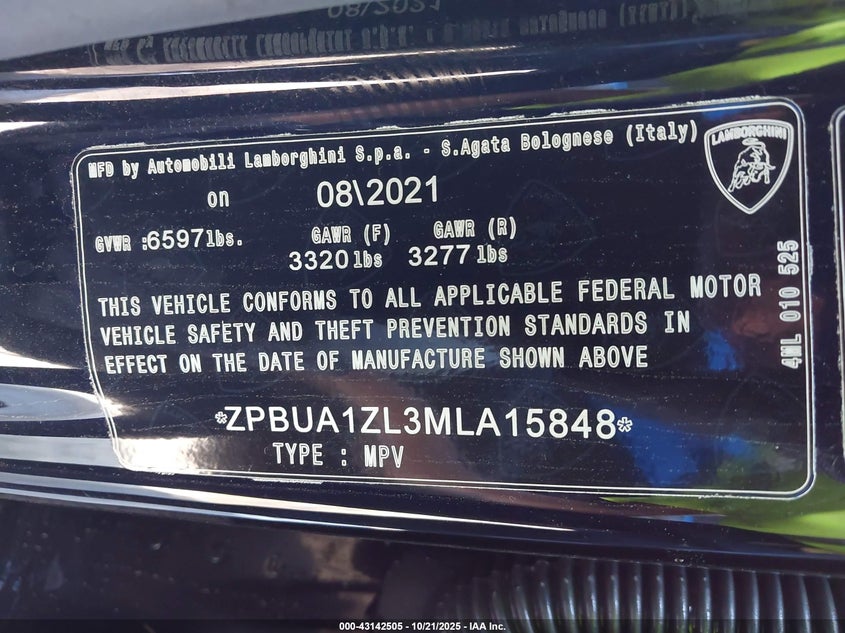 08/2021
MFD by Automobili Lamborghini S.p.a. - S.Agata Bolognese (Italy)
LAMBORGHINI
on 08\2021
GVWR :6597lbs. GAWR (F) GAWR (R)
3320lbs 3277lbs
THIS VEHICLE CONFORMS TO ALL APPLICABLE FEDERAL MOTOR
VEHICLE SAFETY AND THEFT PREVENTION STANDARDS IN
EFFECT ON THE DATE OF MANUFACTURE SHOWN ABOVE
4ML 010 525
*ZPBUA1ZL3MLA15848*
TYPE : MPV
000-43142505 - 10/21/2025 - IAA Inc.